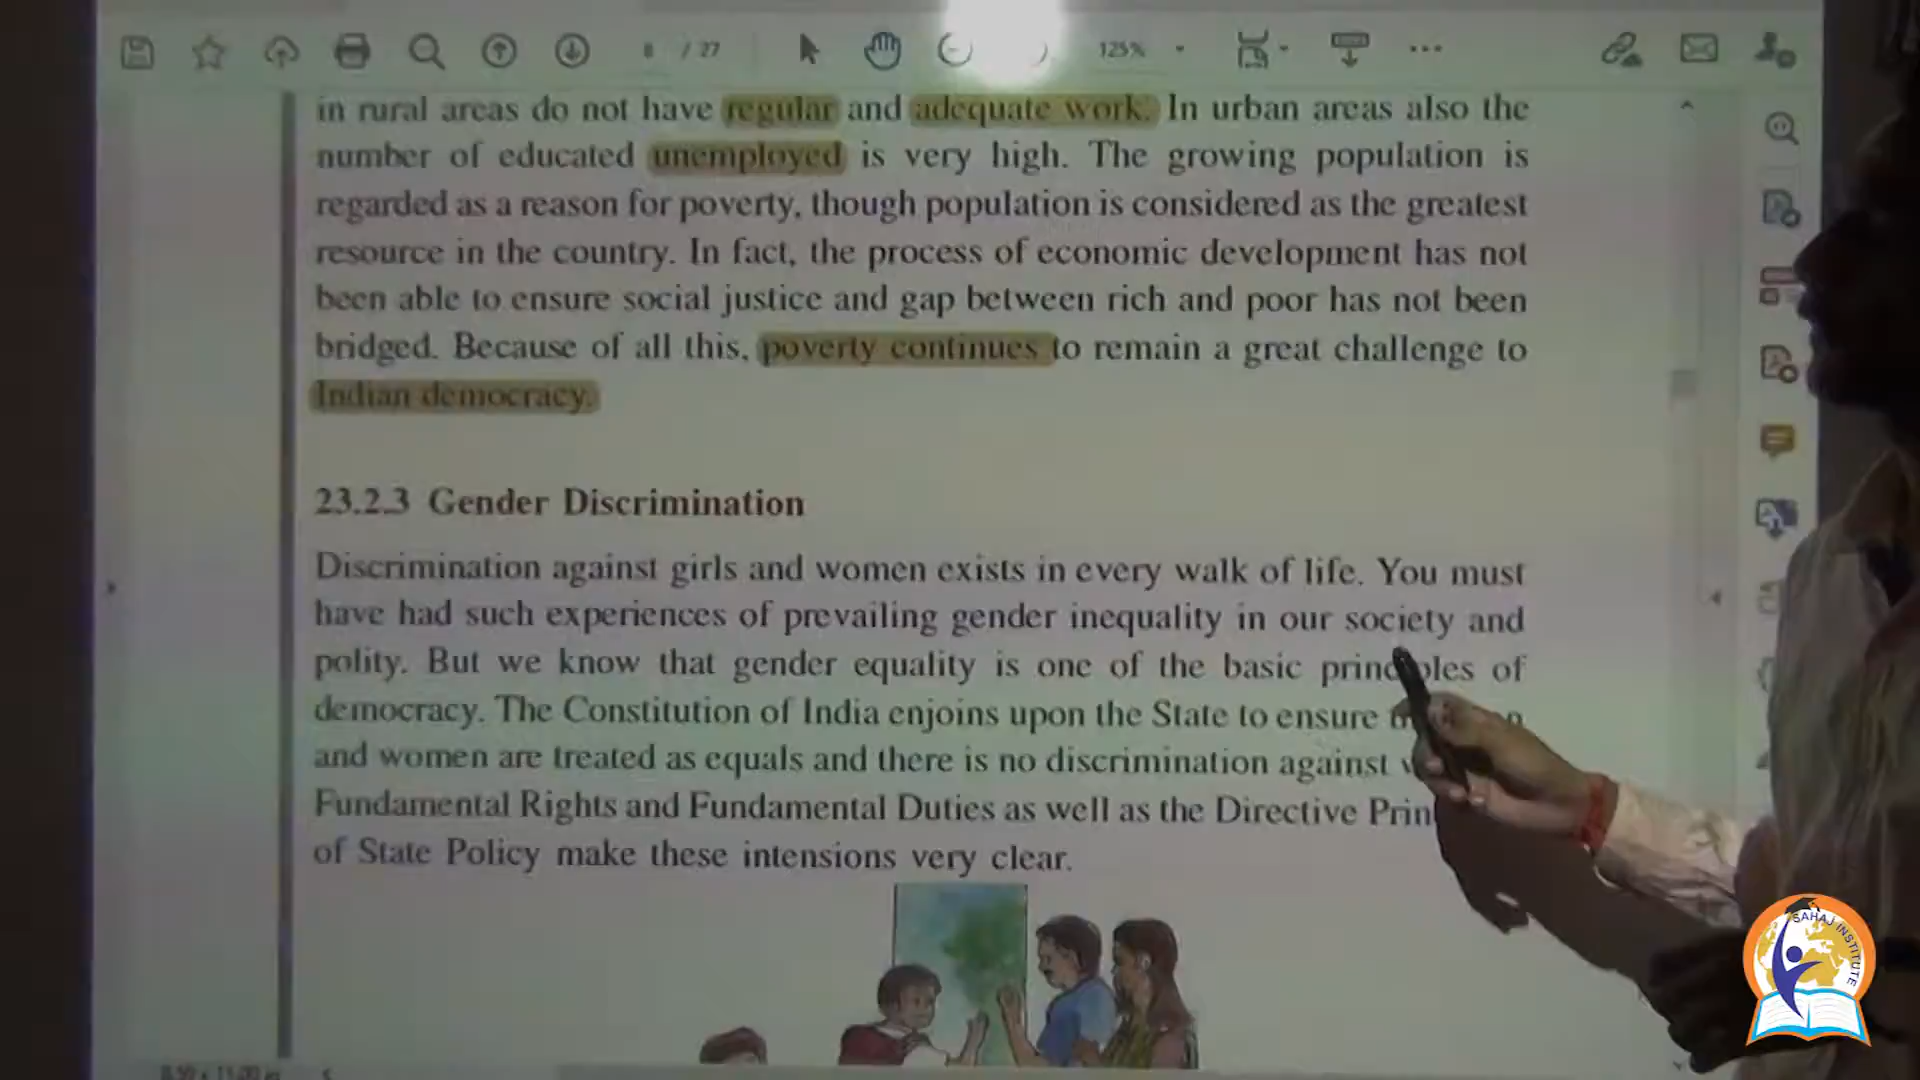 8 / 27
125%
in rural areas do not have regular and adequate work. In urban areas also the
number of educated unemployed is very high. The growing population is
regarded as a reason for poverty, though population is considered as the greatest
resource in the country. In fact, the process of economic development has not
been able to ensure social justice and gap between rich and poor has not been
bridged. Because of all this, poverty continues to remain a great challenge to
Indian democracy.
23.2.3 Gender Discrimination
Discrimination against girls and women exists in every walk of life. You must
have had such experiences of prevailing gender inequality in our society and
polity. But we know that gender equality is one of the basic principles of
democracy. The Constitution of India enjoins upon the State to ensure
and women are treated as equals and there is no discrimination against
Fundamental Rights and Fundamental Duties as well as the Directive Prin
of State Policy make these intensions very clear.
SAHAJ INSTITUTE